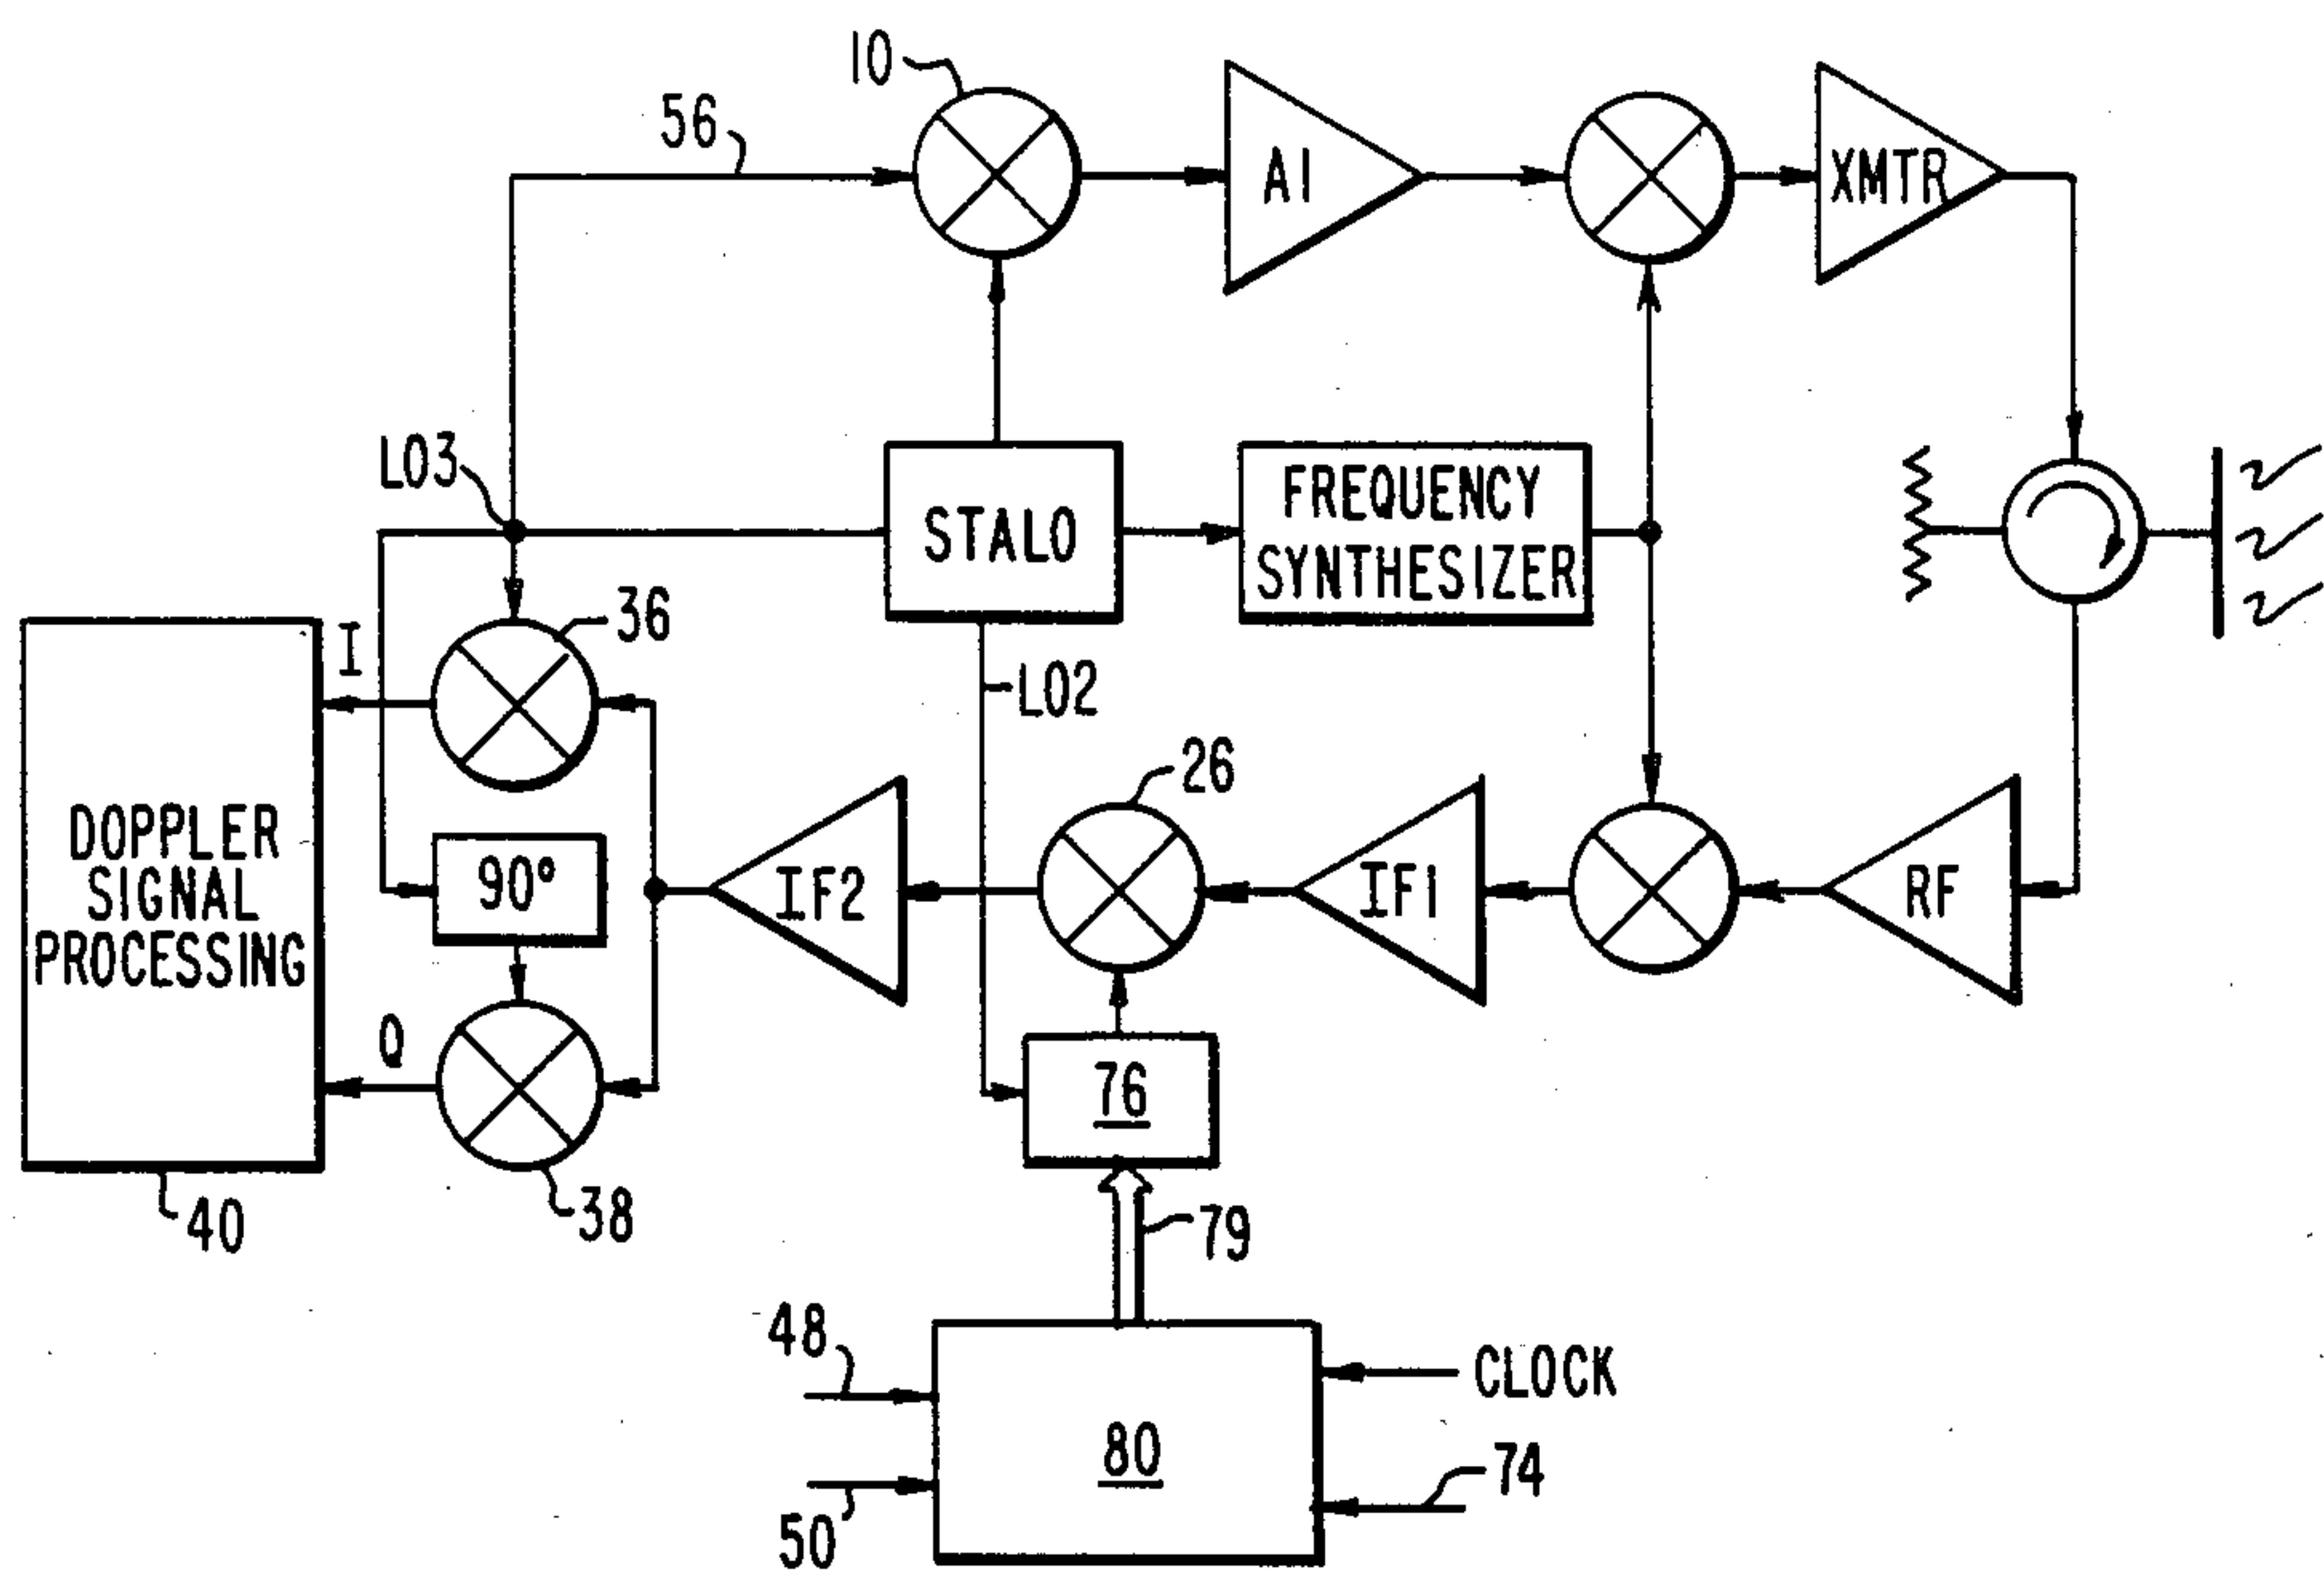 10
56
A1
XMTR
LO3
STALO
FREQUENCY
SYNTHESIZER
36
I
LO2
26
DOPPLER
SIGNAL
PROCESSING
90°
IF2
IF1
RF
Q
76
40
38
79
48
CLOCK
80
74
50